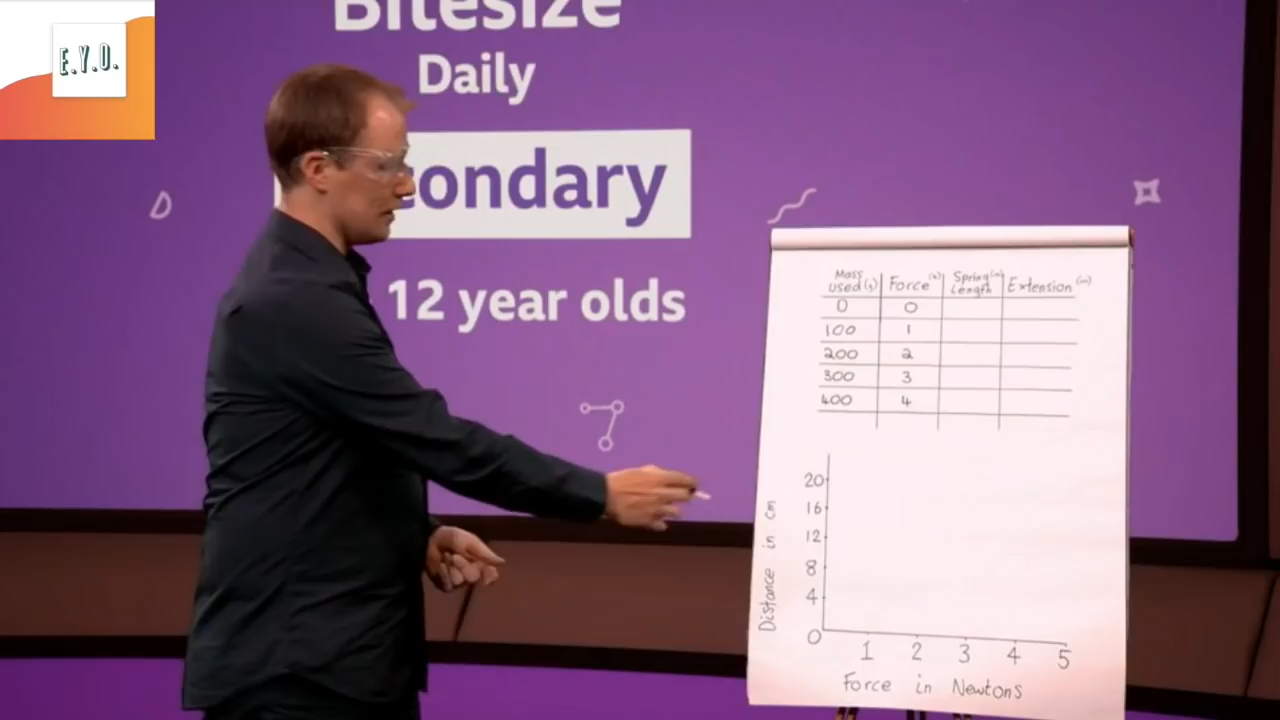 E.Y.O.
Bitesize
Daily
condary
12 year olds
Mass used (g) Force (N) Spring Length (m) Extension (m)
0 0
100 1
200 2
300 3
400 4
20
16
12
8
4
0
Distance in cm
1 2 3 4 5
Force in Newtons